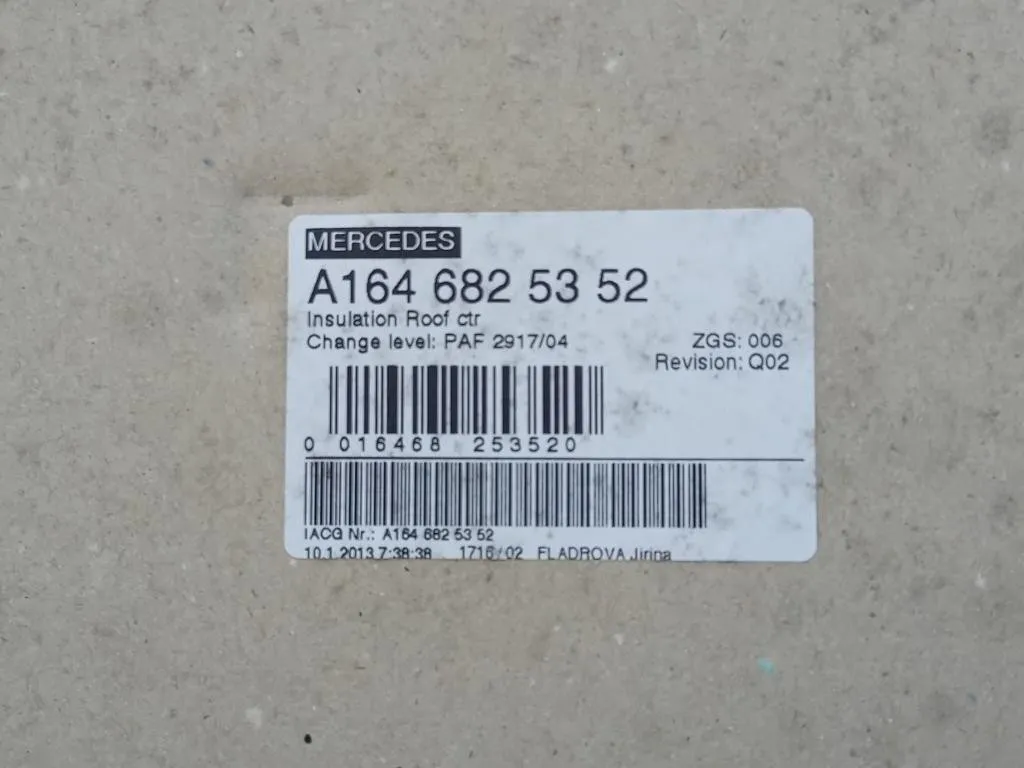 MERCEDES
A164 682 53 52
Insulation Roof ctr
Change level: PAF 2917/04
ZGS: 006
Revision: Q02
0 016468 253520
IACG Nr.: A164 682 53 52
10.1.2013 7:38:38 1716/02 FLADROVA Jirina